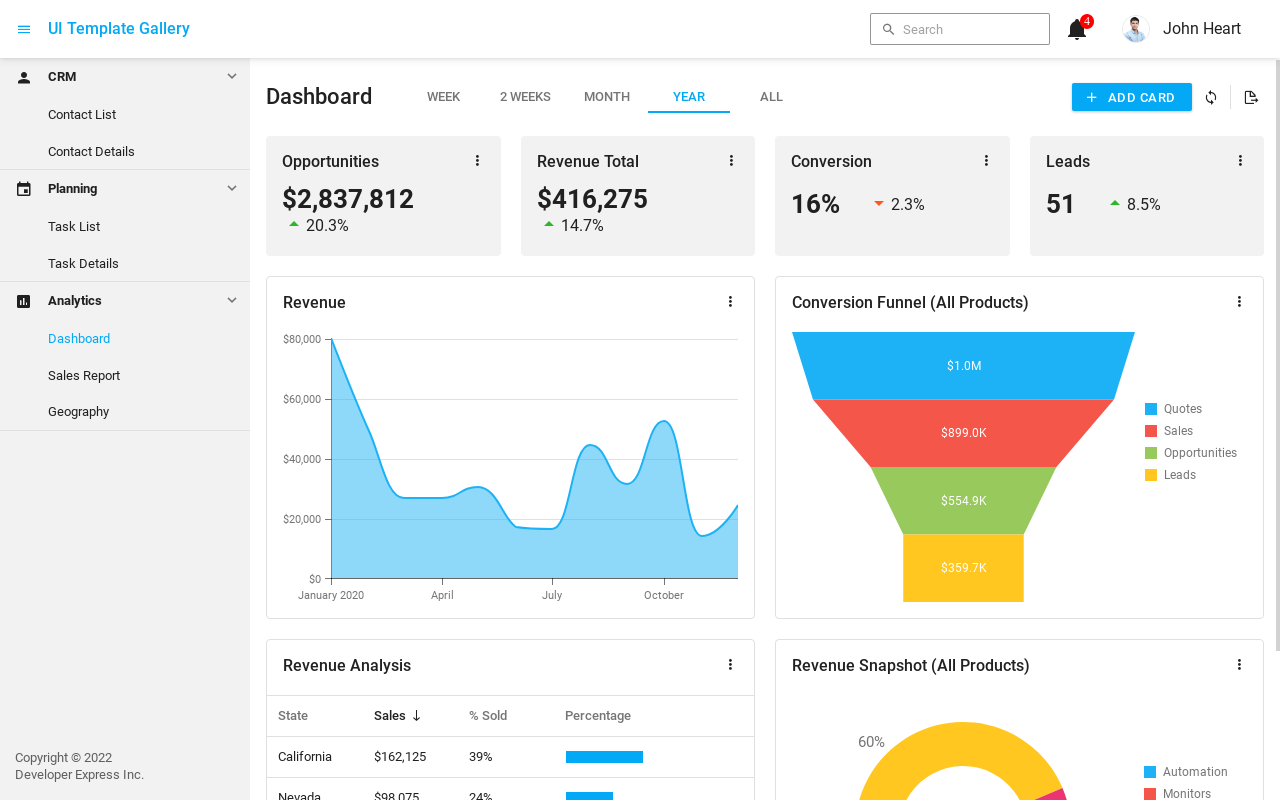 UI Template Gallery
Search
4
John Heart
CRM
Contact List
Contact Details
Planning
Task List
Task Details
Analytics
Dashboard
Sales Report
Geography
Copyright © 2022
Developer Express Inc.
Dashboard
WEEK
2 WEEKS
MONTH
YEAR
ALL
ADD CARD
Opportunities
$2,837,812
20.3%
Revenue Total
$416,275
14.7%
Conversion
16%
2.3%
Leads
51
8.5%
Revenue
$80,000
$60,000
$40,000
$20,000
$0
January 2020
April
July
October
Conversion Funnel (All Products)
$1.0M
$899.0K
$554.9K
$359.7K
Quotes
Sales
Opportunities
Leads
Revenue Analysis
State
Sales
% Sold
Percentage
California
$162,125
39%
Nevada
$98,075
24%
Revenue Snapshot (All Products)
60%
Automation
Monitors